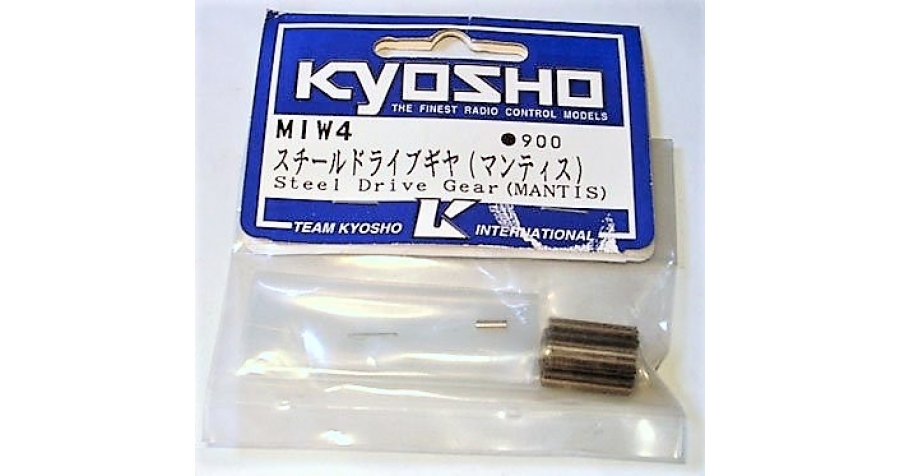 KYOSHO
THE FINEST RADIO CONTROL MODELS
MIW4 ●900
スチールドライブギヤ(マンティス)
Steel Drive Gear(MANTIS)
TEAM KYOSHO K INTERNATIONAL